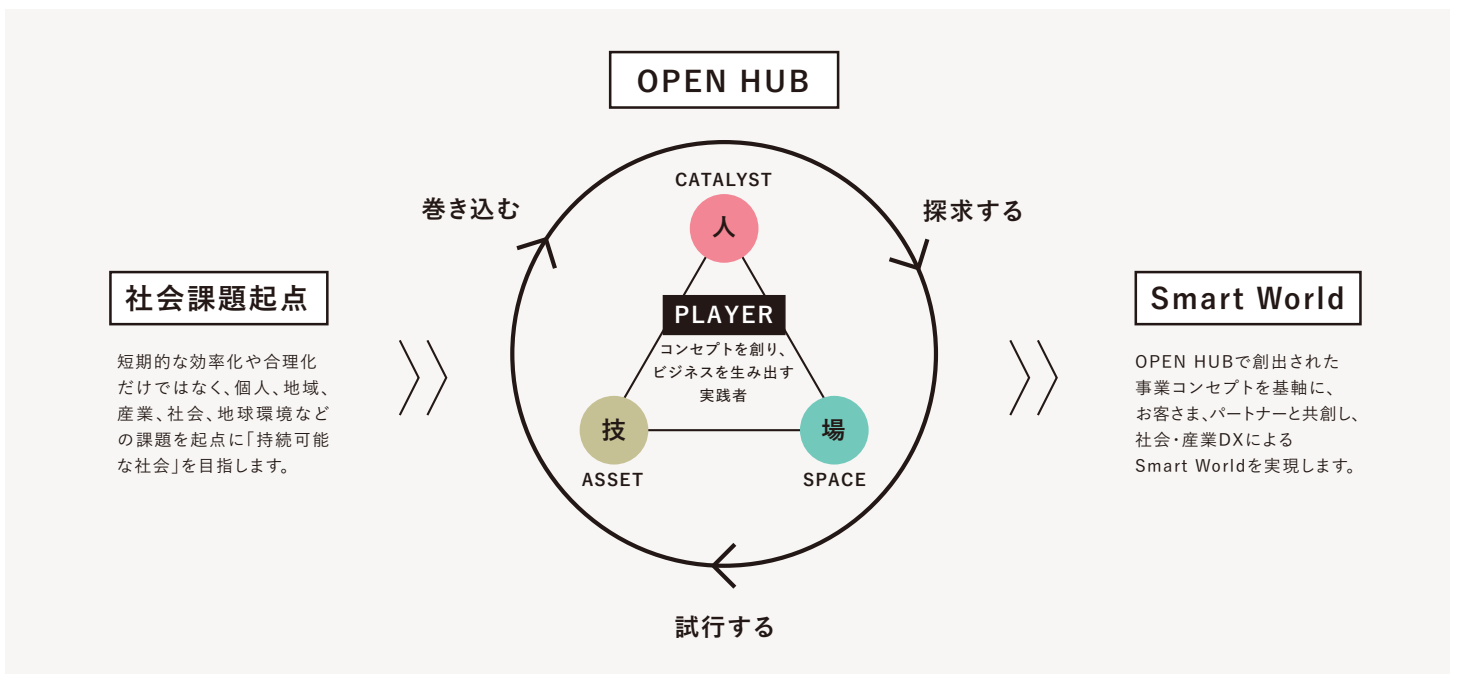 OPEN HUB
社会課題起点
短期的な効率化や合理化
だけではなく、個人、地域、
産業、社会、地球環境など
の課題を起点に「持続可能
な社会」を目指します。
巻き込む
探求する
試行する
CATALYST
人
PLAYER
コンセプトを創り、
ビジネスを生み出す
実践者
技
ASSET
場
SPACE
Smart World
OPEN HUBで創出された
事業コンセプトを基軸に、
お客さま、パートナーと共創し、
社会・産業DXによる
Smart Worldを実現します。